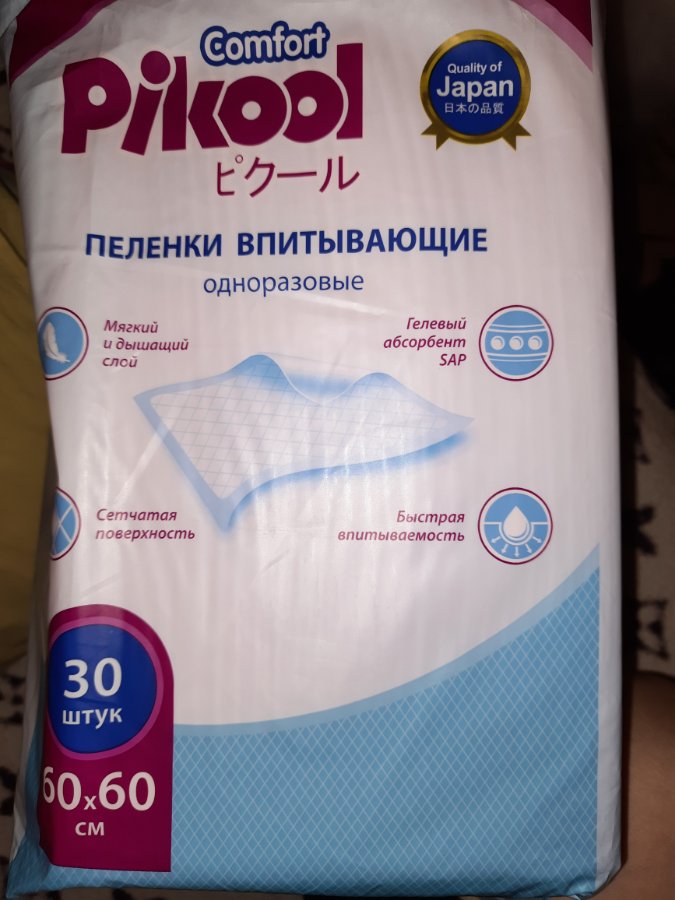 Comfort
Pikool
ピクール
Quality of
Japan
日本の品質
ПЕЛЕНКИ ВПИТЫВАЮЩИЕ
одноразовые
Мягкий
и дышащий
слой
Гелевый
абсорбент
SAP
Сетчатая
поверхность
Быстрая
впитываемость
30
штук
60x60
см